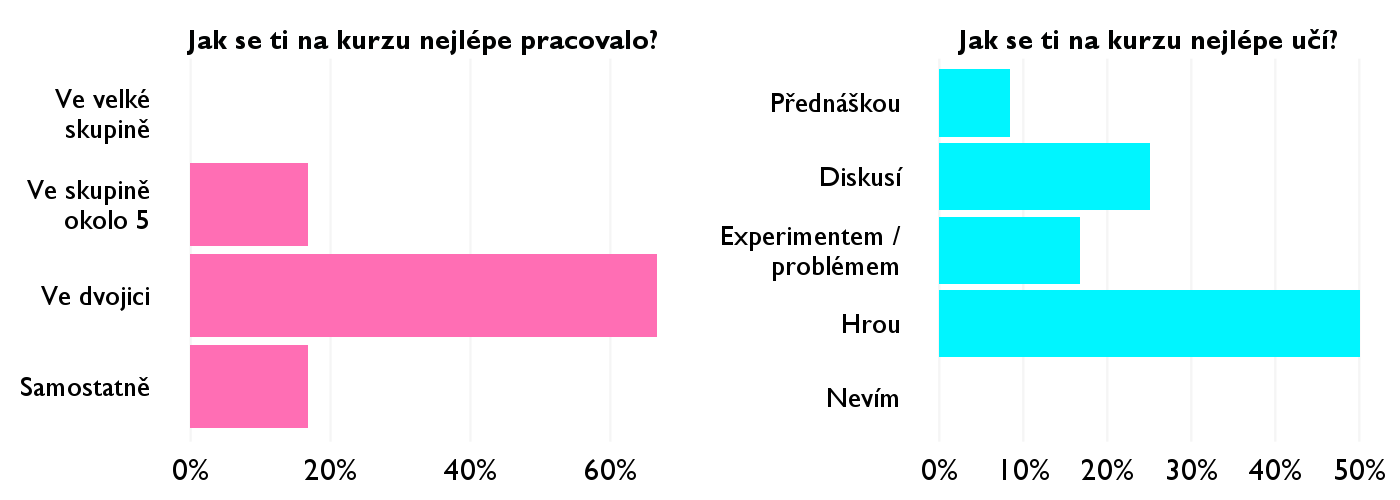 Jak se ti na kurzu nejlépe pracovalo?
Ve velké
skupině
Ve skupině
okolo 5
Ve dvojici
Samostatně
0% 20% 40% 60%
Jak se ti na kurzu nejlépe učí?
Přednáškou
Diskusí
Experimentem /
problémem
Hrou
Nevím
0% 10% 20% 30% 40% 50%